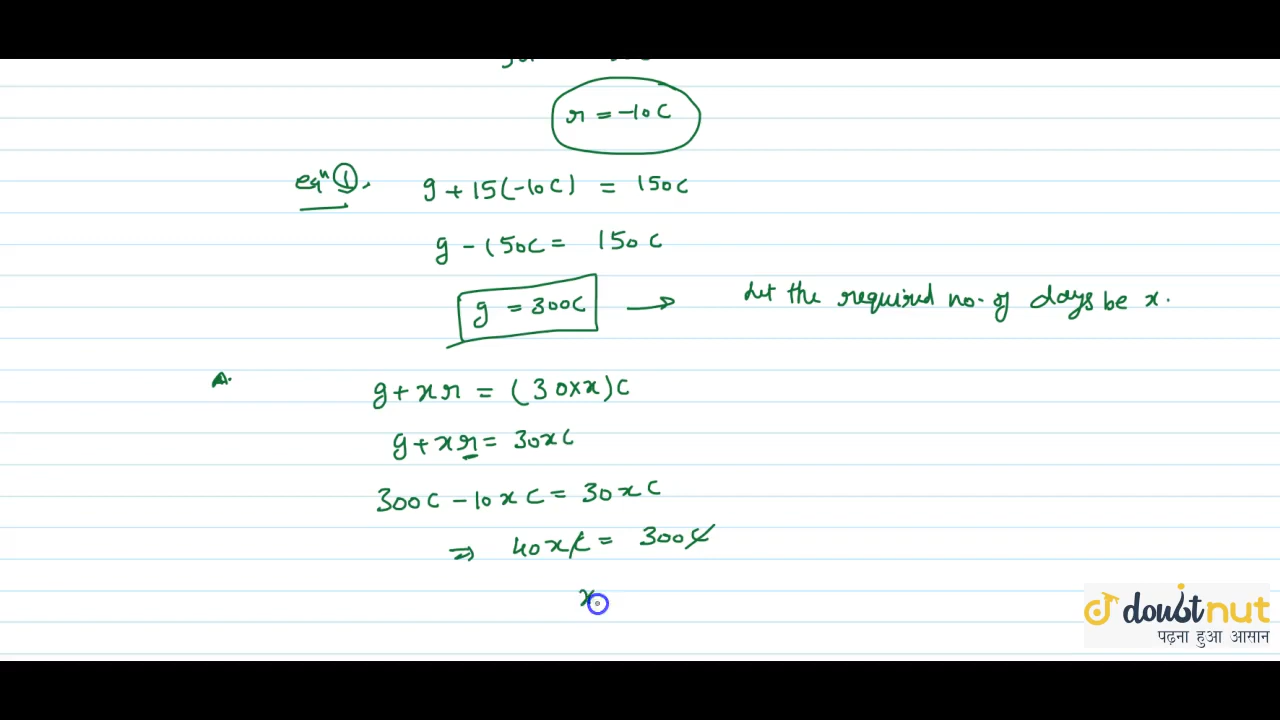 r = -10C
eqⁿ ①. g + 15(-10C) = 150C
g - 150C = 150C
g = 300C → Let the required no. of days be x.
A.
g + xr = (30×x)C
g + xr = 30xC
300C - 10xC = 30xC
⇒ 40xC = 300C
x
doubtnut
पढ़ना हुआ आसान